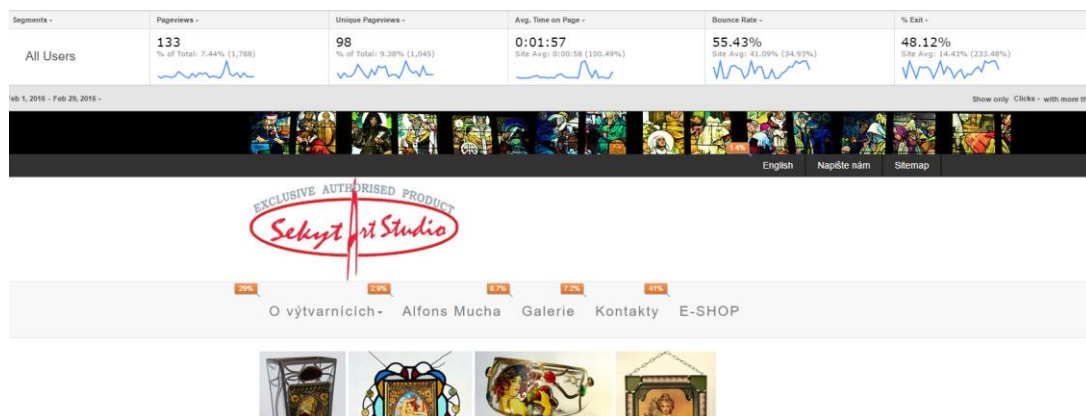 Segments
Pageviews
Unique Pageviews
Avg. Time on Page
Bounce Rate
% Exit
All Users
133
% of Total: 7.44% (1,788)
98
% of Total: 9.38% (1,045)
0:01:57
Site Avg: 0:00:58 (100.49%)
55.43%
Site Avg: 41.09% (34.93%)
48.12%
Site Avg: 14.43% (233.48%)
Feb 1, 2016 - Feb 29, 2016
Show only Clicks with more th
1.4%
English Napište nám Sitemap
EXCLUSIVE AUTHORISED PRODUCT
Sekyt Art Studio
29% 2.9% 8.7% 7.2% 41%
O výtvarnících Alfons Mucha Galerie Kontakty E-SHOP